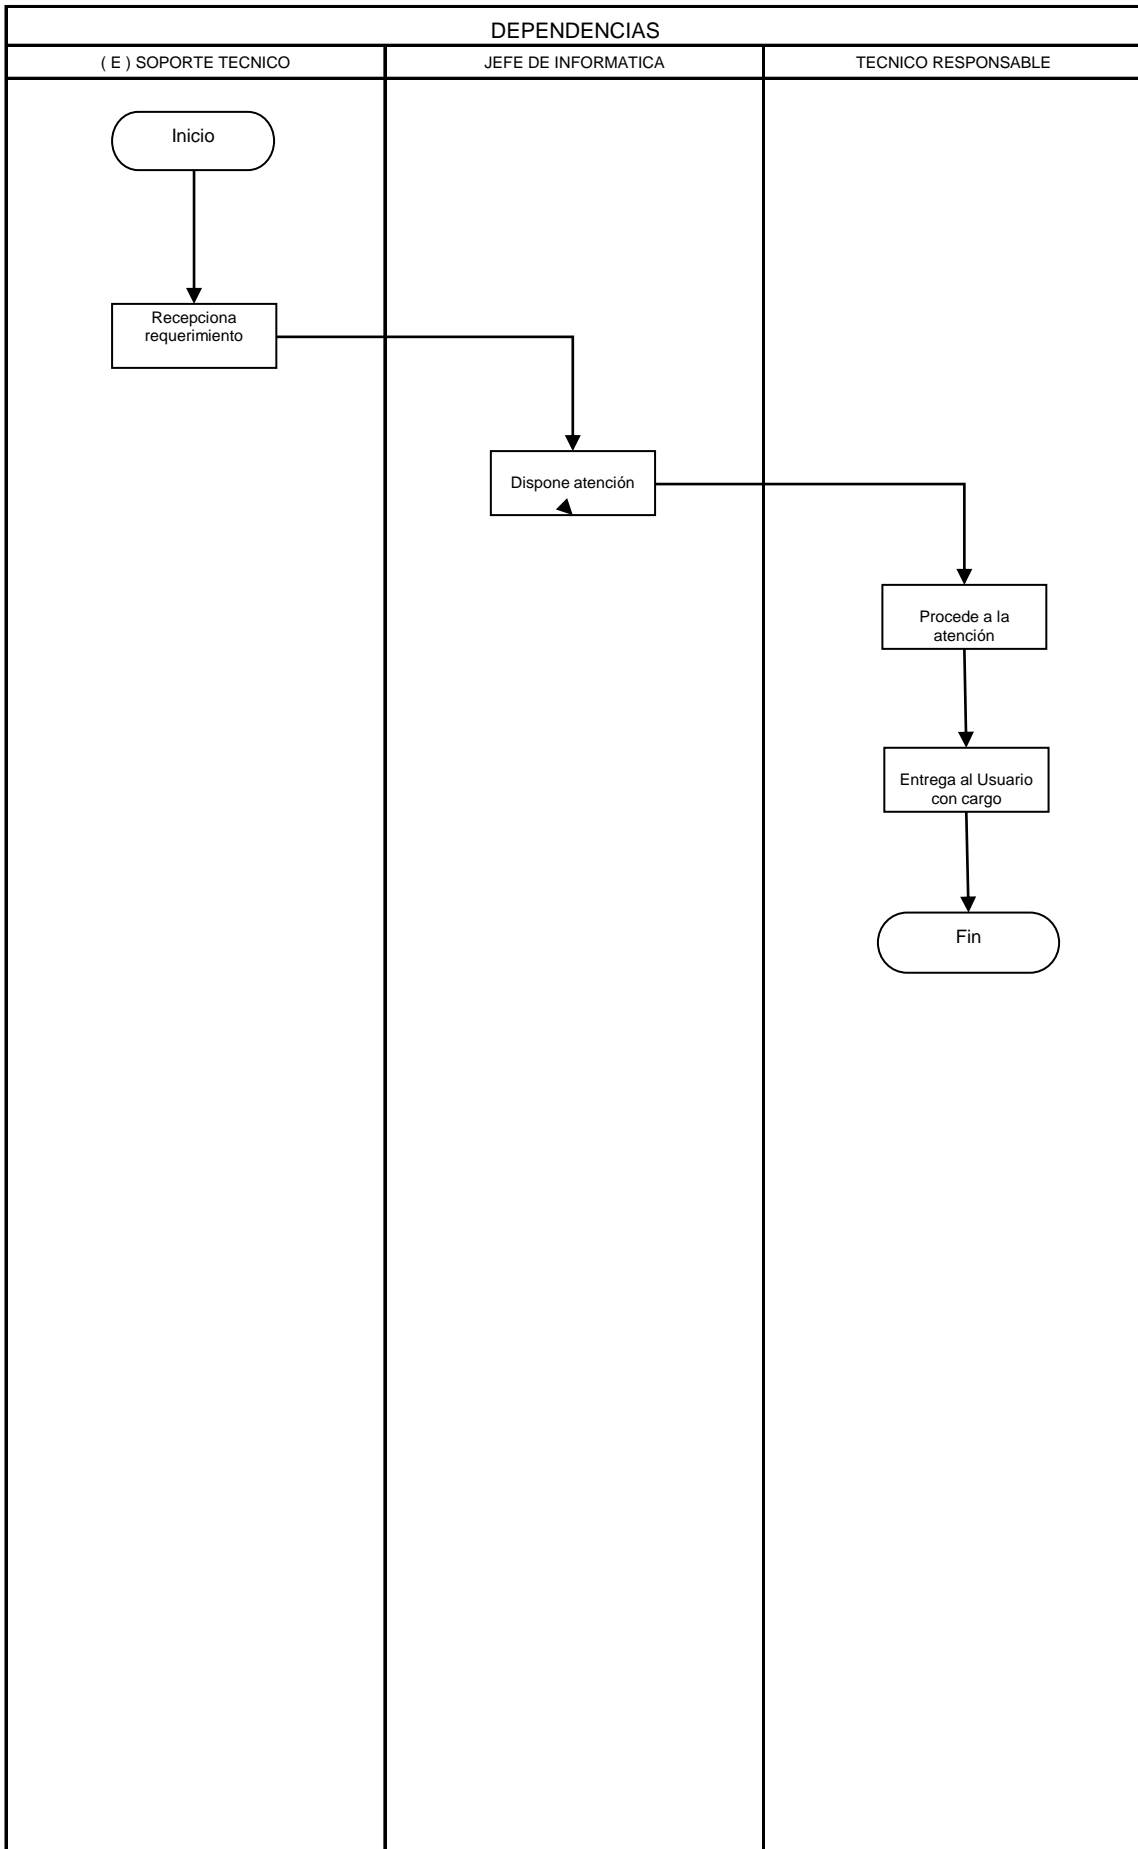 DEPENDENCIAS
( E ) SOPORTE TECNICO
JEFE DE INFORMATICA
TECNICO RESPONSABLE
Inicio
Recepciona
requerimiento
Dispone atención
Procede a la
atención
Entrega al Usuario
con cargo
Fin